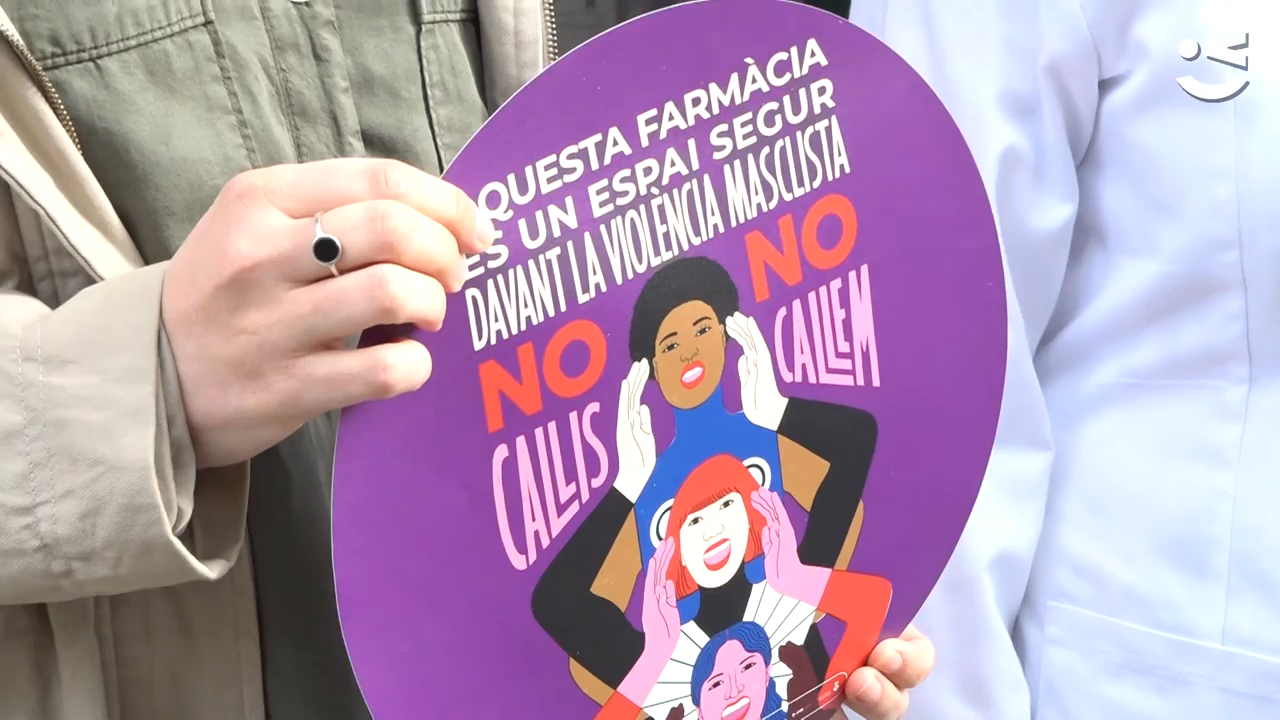 QUESTA FARMÀCIA
ÉS UN ESPAI SEGUR
DAVANT LA VIOLÈNCIA MASCLISTA
NO
CALLIS
NO
CALLEM